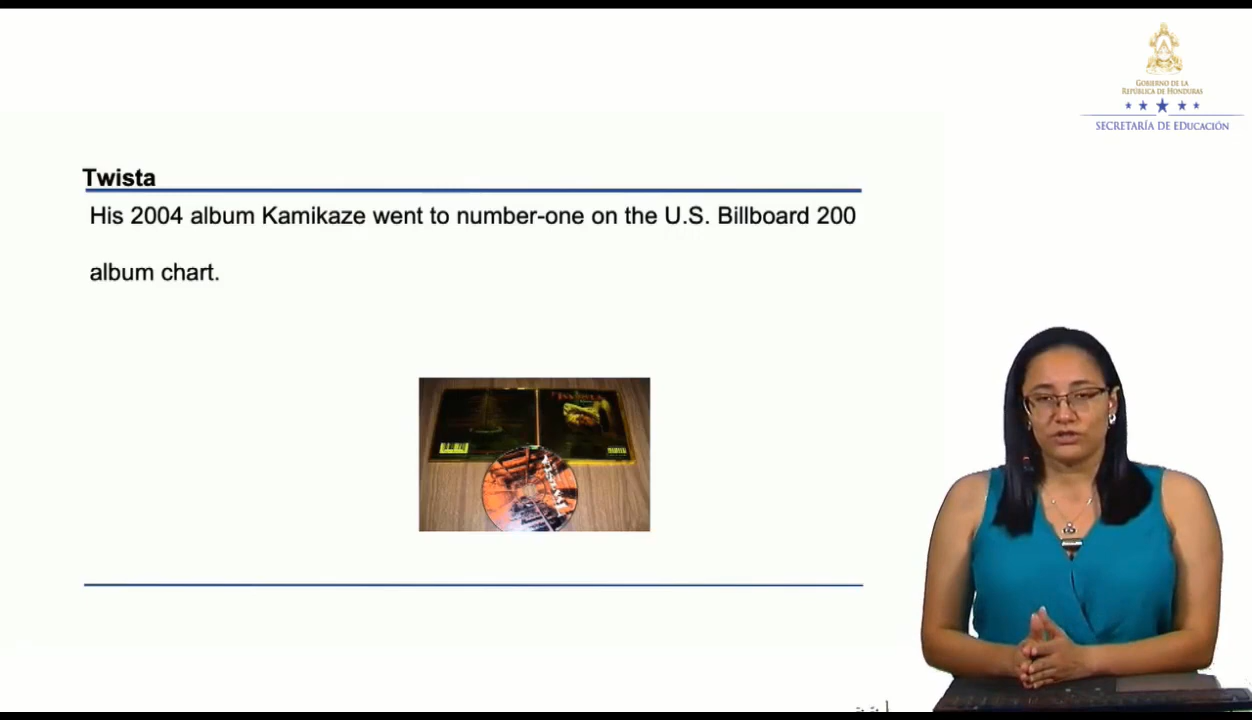 GOBIERNO DE LA
REPÚBLICA DE HONDURAS
SECRETARÍA DE EDUCACIÓN
Twista
His 2004 album Kamikaze went to number-one on the U.S. Billboard 200
album chart.